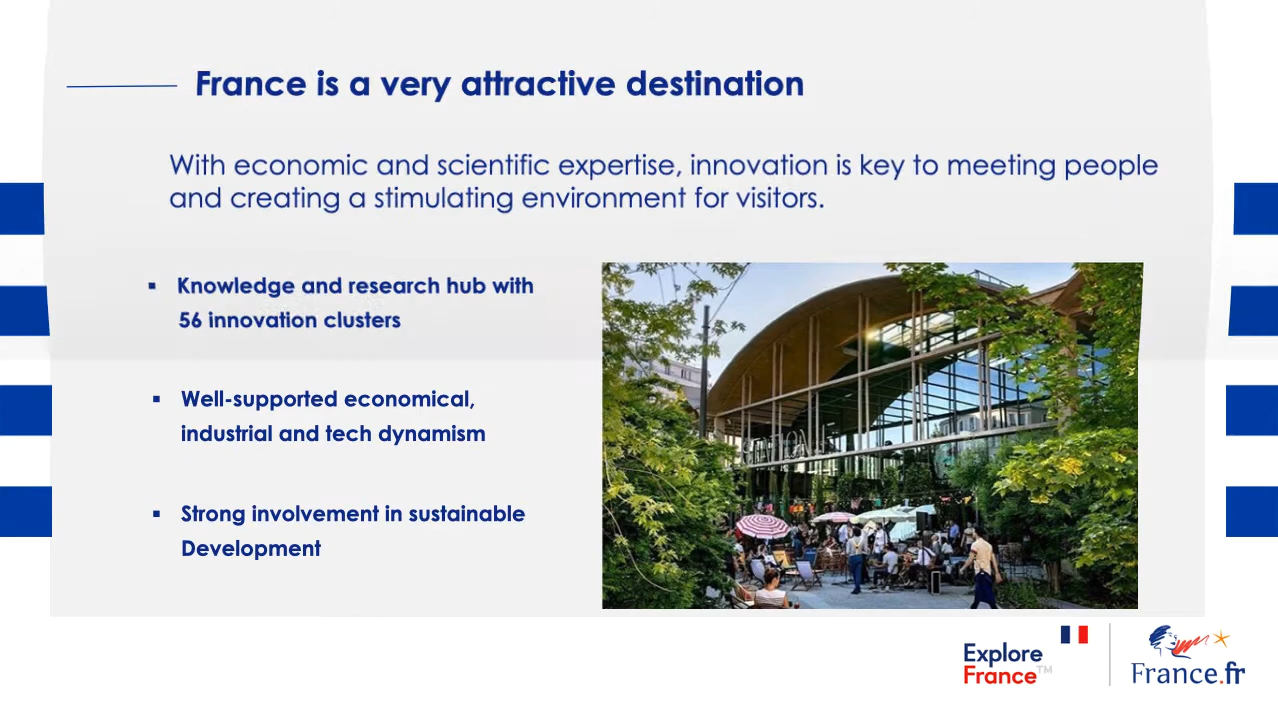 France is a very attractive destination
With economic and scientific expertise, innovation is key to meeting people
and creating a stimulating environment for visitors.
▪ Knowledge and research hub with
56 innovation clusters
▪ Well-supported economical,
industrial and tech dynamism
▪ Strong involvement in sustainable
Development
STATION
Explore
France™
France.fr